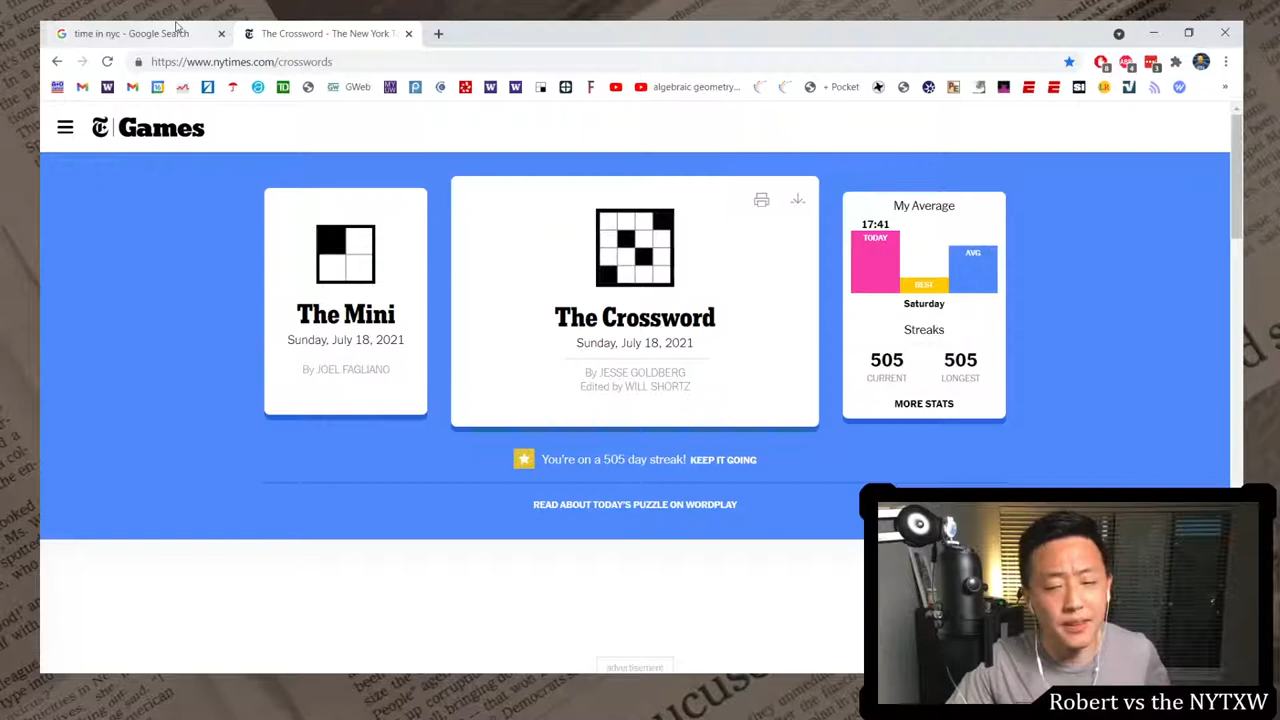 time in nyc - Google Search
The Crossword - The New York T
https://www.nytimes.com/crosswords
GWeb
algebraic geometry...
+ Pocket
Games
The Mini
Sunday, July 18, 2021
By JOEL FAGLIANO
The Crossword
Sunday, July 18, 2021
By JESSE GOLDBERG
Edited by WILL SHORTZ
My Average
17:41
TODAY
BEST
AVG
Saturday
Streaks
505
CURRENT
505
LONGEST
MORE STATS
You're on a 505 day streak! KEEP IT GOING
READ ABOUT TODAY'S PUZZLE ON WORDPLAY
advertisement
Robert vs the NYTXW